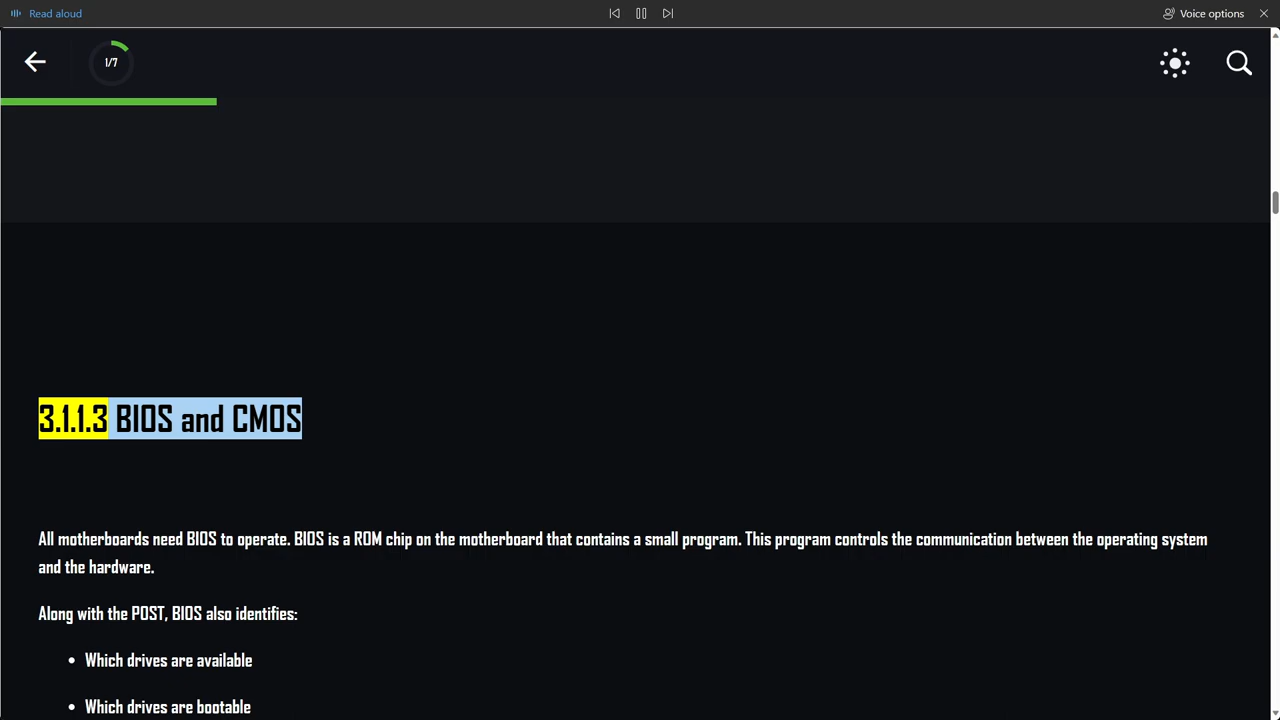 Read aloud
Voice options
1/7
3.1.1.3 BIOS and CMOS
All motherboards need BIOS to operate. BIOS is a ROM chip on the motherboard that contains a small program. This program controls the communication between the operating system
and the hardware.
Along with the POST, BIOS also identifies:
• Which drives are available
• Which drives are bootable